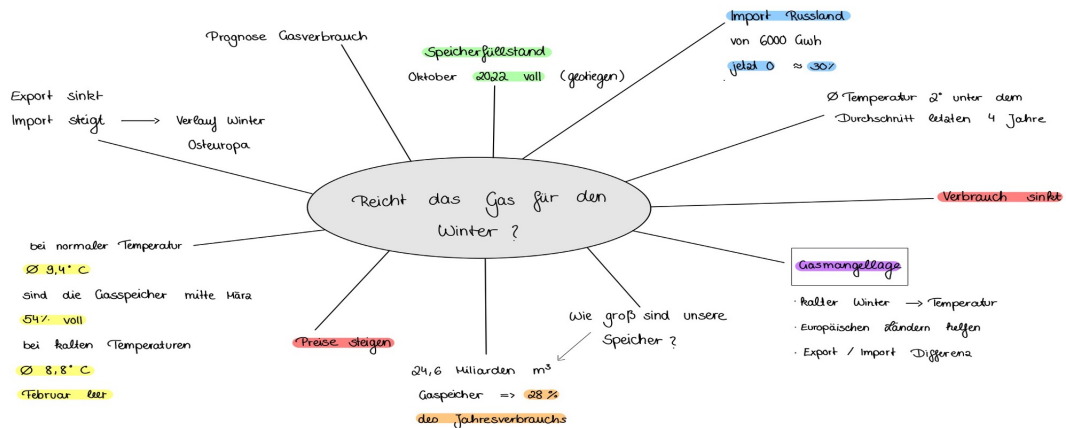 Prognose Gasverbrauch
Speicherfüllstand
Oktober 2022 voll (gestiegen)
Import Russland
von 6000 Gwh
jetzt 0 ≈ 30%
Export sinkt
Import steigt → Verlauf Winter
Osteuropa
Ø Temperatur 2° unter dem
Durchschnitt letzten 4 Jahre
Reicht das Gas für den
Winter ?
Verbrauch sinkt
bei normaler Temperatur
Ø 9,4° C
sind die Gasspeicher mitte März
54% voll
bei kalten Temperaturen
Ø 8,8° C
Februar leer
Preise steigen
24,6 Miliarden m³
Gaspeicher => 28 %
des Jahresverbrauchs
Wie groß sind unsere
Speicher ?
Gasmangellage
· kalter Winter → Temperatur
· Europäischen Ländern helfen
· Export / Import Differenz